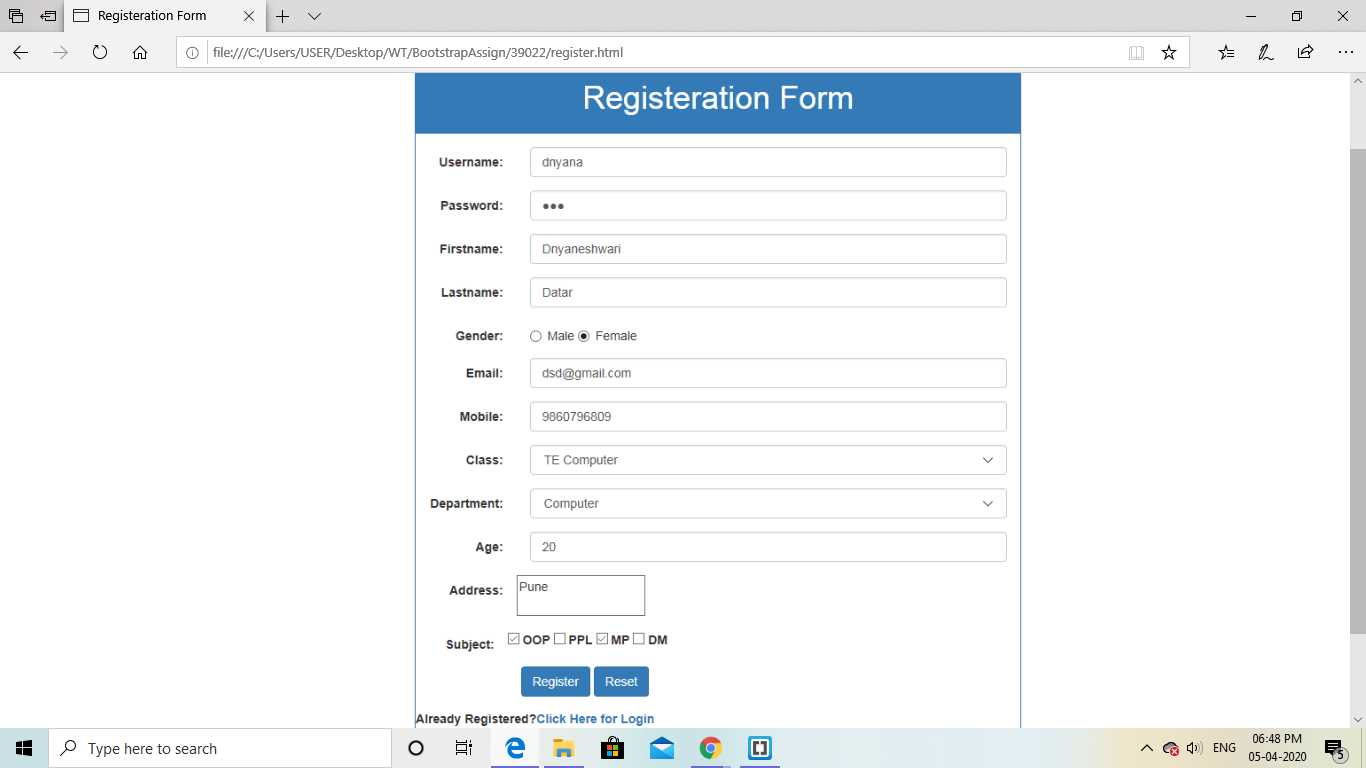 Registeration Form
file:///C:/Users/USER/Desktop/WT/BootstrapAssign/39022/register.html
Registeration Form
Username: dnyana
Password: •••
Firstname: Dnyaneshwari
Lastname: Datar
Gender: Male Female
Email: dsd@gmail.com
Mobile: 9860796809
Class: TE Computer
Department: Computer
Age: 20
Address: Pune
Subject: OOP PPL MP DM
Register Reset
Already Registered?Click Here for Login
Type here to search
ENG
06:48 PM
05-04-2020
5